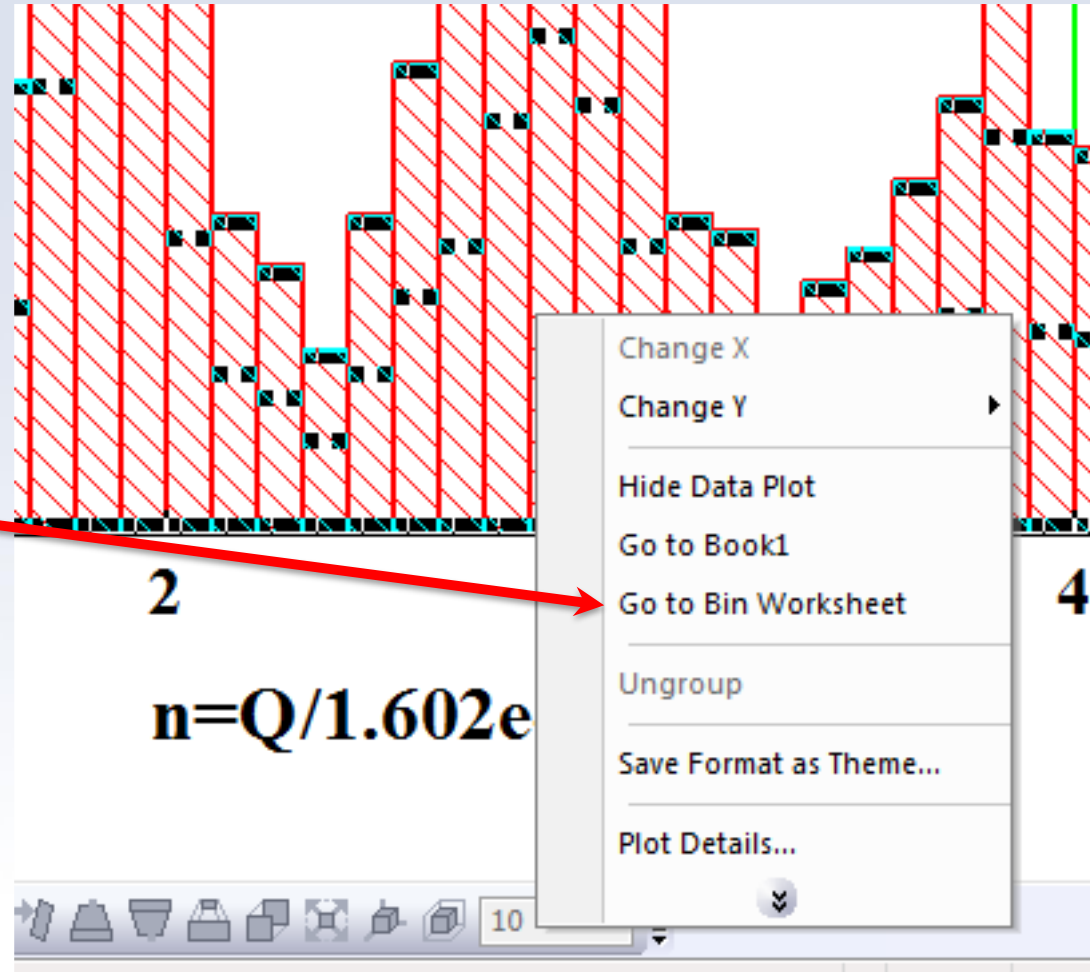 Change X
Change Y
Hide Data Plot
Go to Book1
Go to Bin Worksheet
Ungroup
Save Format as Theme...
Plot Details...
2
4
n=Q/1.602e
10